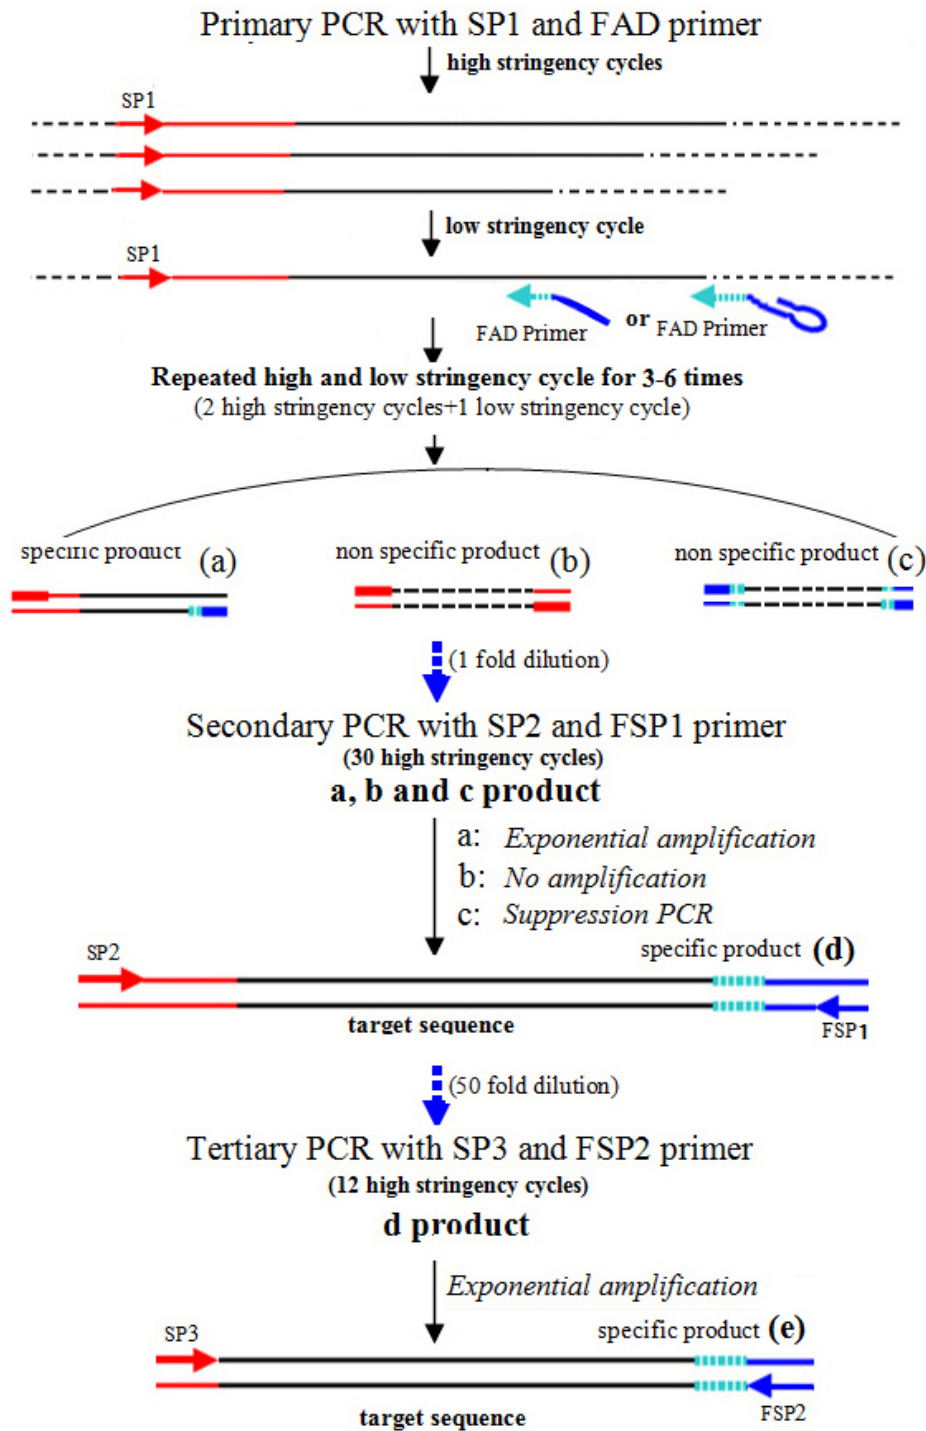 Primary PCR with SP1 and FAD primer
high stringency cycles
SP1
low stringency cycle
SP1
FAD Primer or FAD Primer
Repeated high and low stringency cycle for 3-6 times
(2 high stringency cycles+1 low stringency cycle)
specific product (a)
non specific product (b)
non specific product (c)
(1 fold dilution)
Secondary PCR with SP2 and FSP1 primer
(30 high stringency cycles)
a, b and c product
a: Exponential amplification
b: No amplification
c: Suppression PCR
SP2
specific product (d)
target sequence
FSP1
(50 fold dilution)
Tertiary PCR with SP3 and FSP2 primer
(12 high stringency cycles)
d product
Exponential amplification
SP3
specific product (e)
target sequence
FSP2